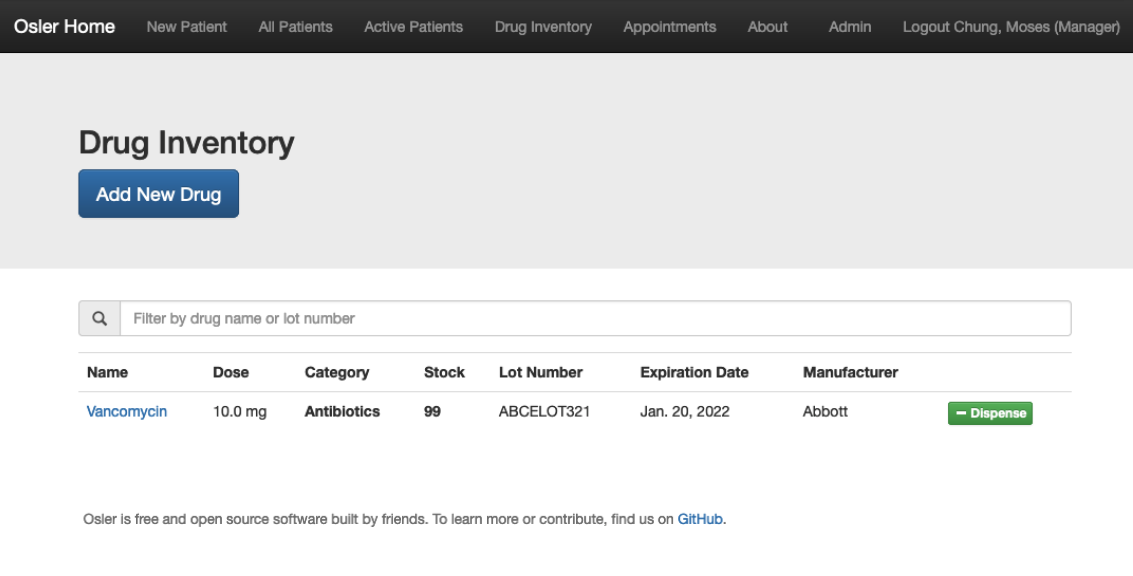 Osler Home New Patient All Patients Active Patients Drug Inventory Appointments About Admin Logout Chung, Moses (Manager)
Drug Inventory
Add New Drug
Filter by drug name or lot number
Name Dose Category Stock Lot Number Expiration Date Manufacturer
Vancomycin 10.0 mg Antibiotics 99 ABCELOT321 Jan. 20, 2022 Abbott − Dispense
Osler is free and open source software built by friends. To learn more or contribute, find us on GitHub.